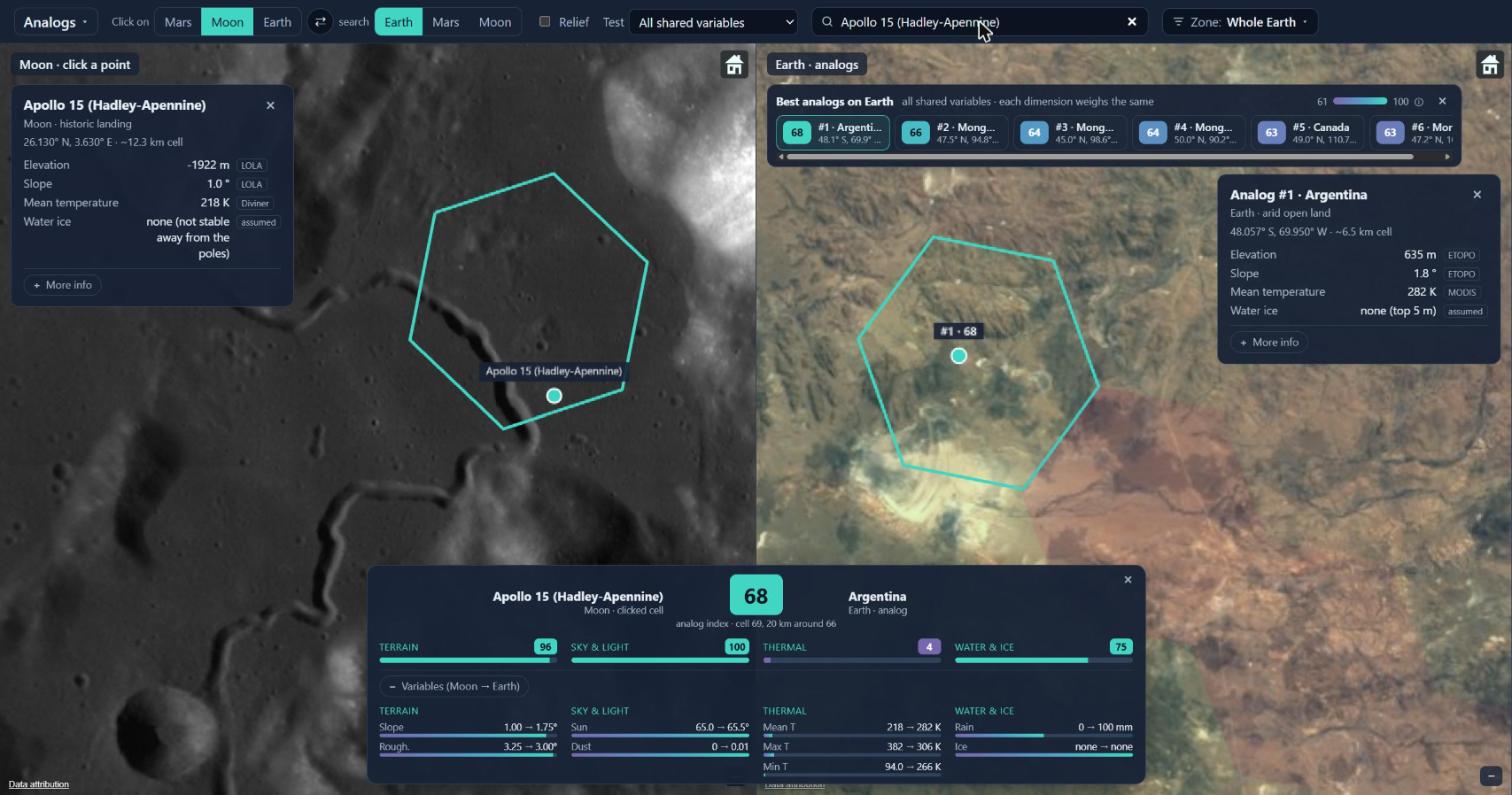 Analogs
Click on
Mars
Moon
Earth
search
Earth
Mars
Moon
Relief
Test
All shared variables
Apollo 15 (Hadley-Apennine)
Zone: Whole Earth
Moon · click a point
Apollo 15 (Hadley-Apennine)
Moon · historic landing
26.130° N, 3.630° E · ~12.3 km cell
Elevation -1922 m LOLA
Slope 1.0 ° LOLA
Mean temperature 218 K Diviner
Water ice none (not stable assumed
away from the
poles)
+ More info
Apollo 15 (Hadley-Apennine)
Data attribution
Earth · analogs
Best analogs on Earth all shared variables · each dimension weighs the same 61 100
68 #1 · Argenti...
48.1° S, 69.9° ...
66 #2 · Mong...
47.5° N, 94.8°...
64 #3 · Mong...
45.0° N, 98.6°...
64 #4 · Mong...
50.0° N, 90.2°...
63 #5 · Canada
49.0° N, 110.7...
63 #6 · Mor
47.2° N, 1
#1 · 68
Analog #1 · Argentina
Earth · arid open land
48.057° S, 69.950° W · ~6.5 km cell
Elevation 635 m ETOPO
Slope 1.8 ° ETOPO
Mean temperature 282 K MODIS
Water ice none (top 5 m) assumed
+ More info
Apollo 15 (Hadley-Apennine) 68 Argentina
Moon · clicked cell Earth · analog
analog index · cell 69, 20 km around 66
TERRAIN 96 SKY & LIGHT 100 THERMAL 4 WATER & ICE 75
− Variables (Moon → Earth)
TERRAIN SKY & LIGHT THERMAL WATER & ICE
Slope 1.00 → 1.75° Sun 65.0 → 65.5° Mean T 218 → 282 K Rain 0 → 100 mm
Rough. 3.25 → 3.00° Dust 0 → 0.01 Max T 382 → 306 K Ice none → none
Min T 94.0 → 266 K
Data attribution